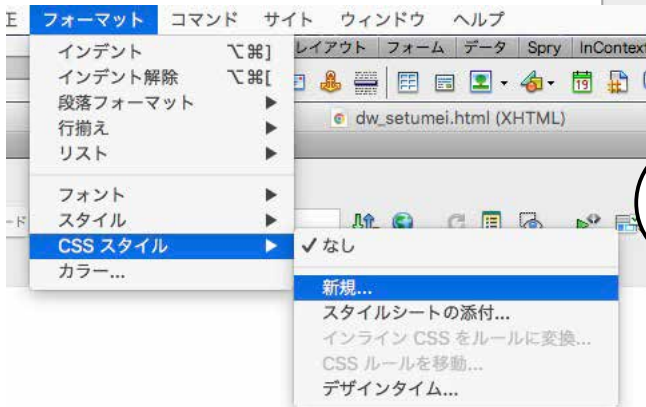 正 フォーマット コマンド サイト ウィンドウ ヘルプ
レイアウト フォーム データ Spry InContext
インデント ⌥⌘]
インデント解除 ⌥⌘[
段落フォーマット ▶
行揃え ▶
リスト ▶
dw_setumei.html (XHTML)
フォント ▶
スタイル ▶
CSS スタイル ▶
カラー...
ード
✓ なし
新規...
スタイルシートの添付...
インライン CSS をルールに変換...
CSS ルールを移動...
デザインタイム...
19